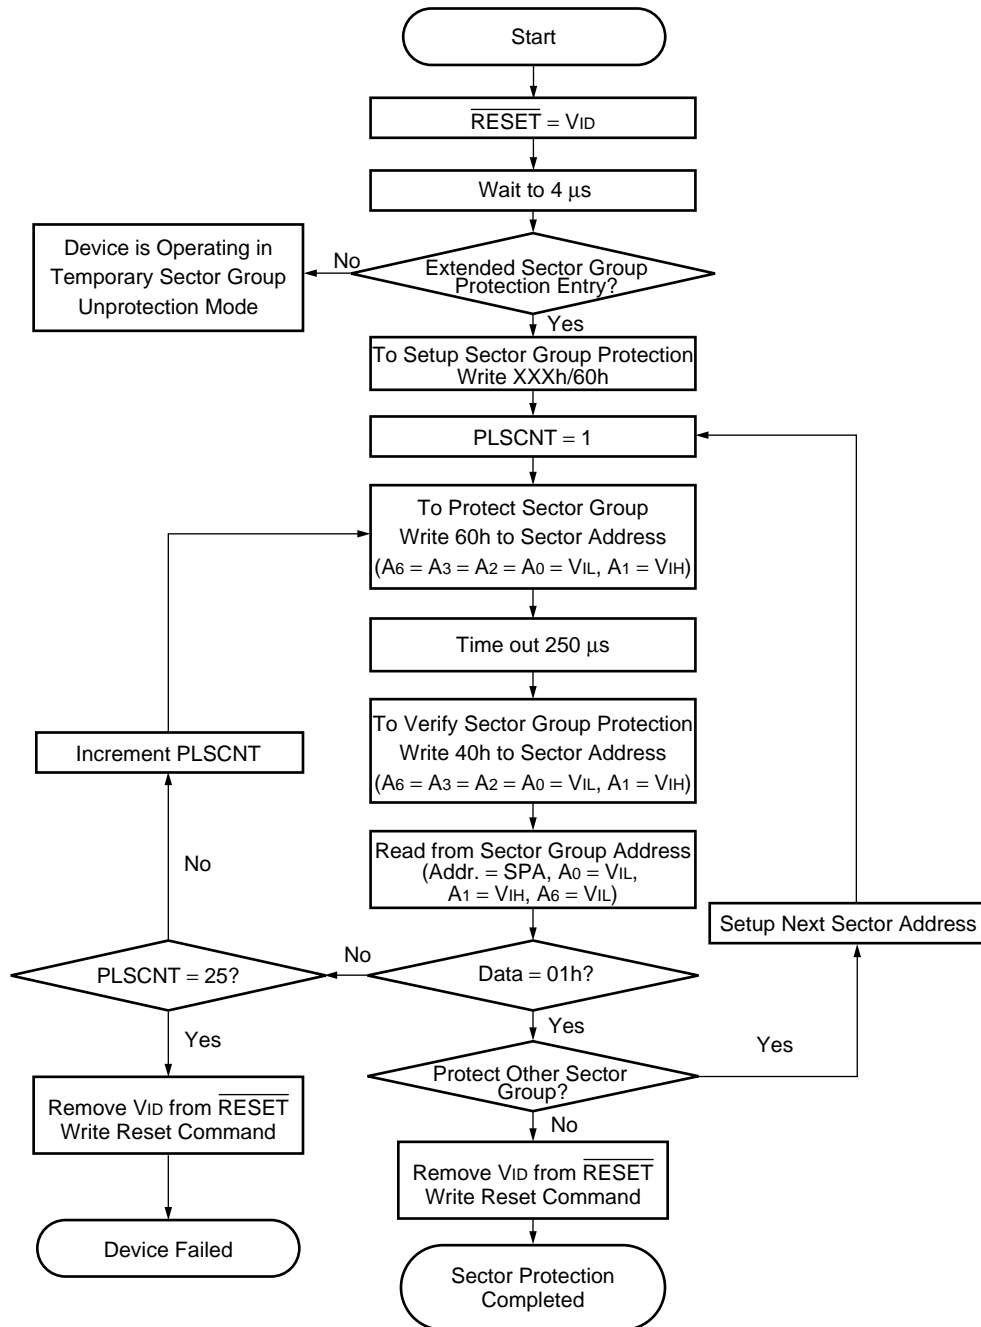 Start
RESET = VID
Wait to 4 μs
Device is Operating in
Temporary Sector Group
Unprotection Mode
No
Extended Sector Group
Protection Entry?
Yes
To Setup Sector Group Protection
Write XXXh/60h
PLSCNT = 1
To Protect Sector Group
Write 60h to Sector Address
(A6 = A3 = A2 = A0 = VIL, A1 = VIH)
Time out 250 μs
To Verify Sector Group Protection
Write 40h to Sector Address
(A6 = A3 = A2 = A0 = VIL, A1 = VIH)
Increment PLSCNT
Read from Sector Group Address
(Addr. = SPA, A0 = VIL,
A1 = VIH, A6 = VIL)
No
Setup Next Sector Address
PLSCNT = 25?
No
Data = 01h?
Yes
Yes
Yes
Protect Other Sector
Group?
No
Remove VID from RESET
Write Reset Command
Remove VID from RESET
Write Reset Command
Device Failed
Sector Protection
Completed